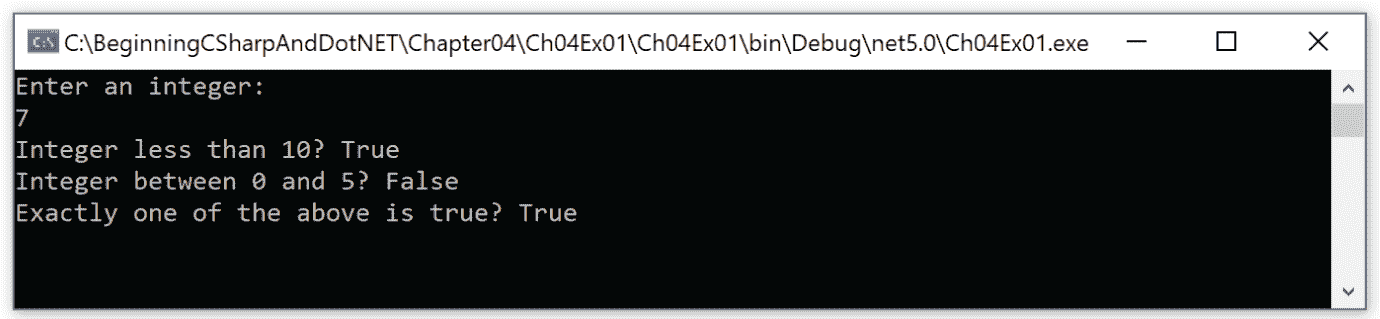 C:\BeginningCSharpAndDotNET\Chapter04\Ch04Ex01\Ch04Ex01\bin\Debug\net5.0\Ch04Ex01.exe
Enter an integer:
7
Integer less than 10? True
Integer between 0 and 5? False
Exactly one of the above is true? True